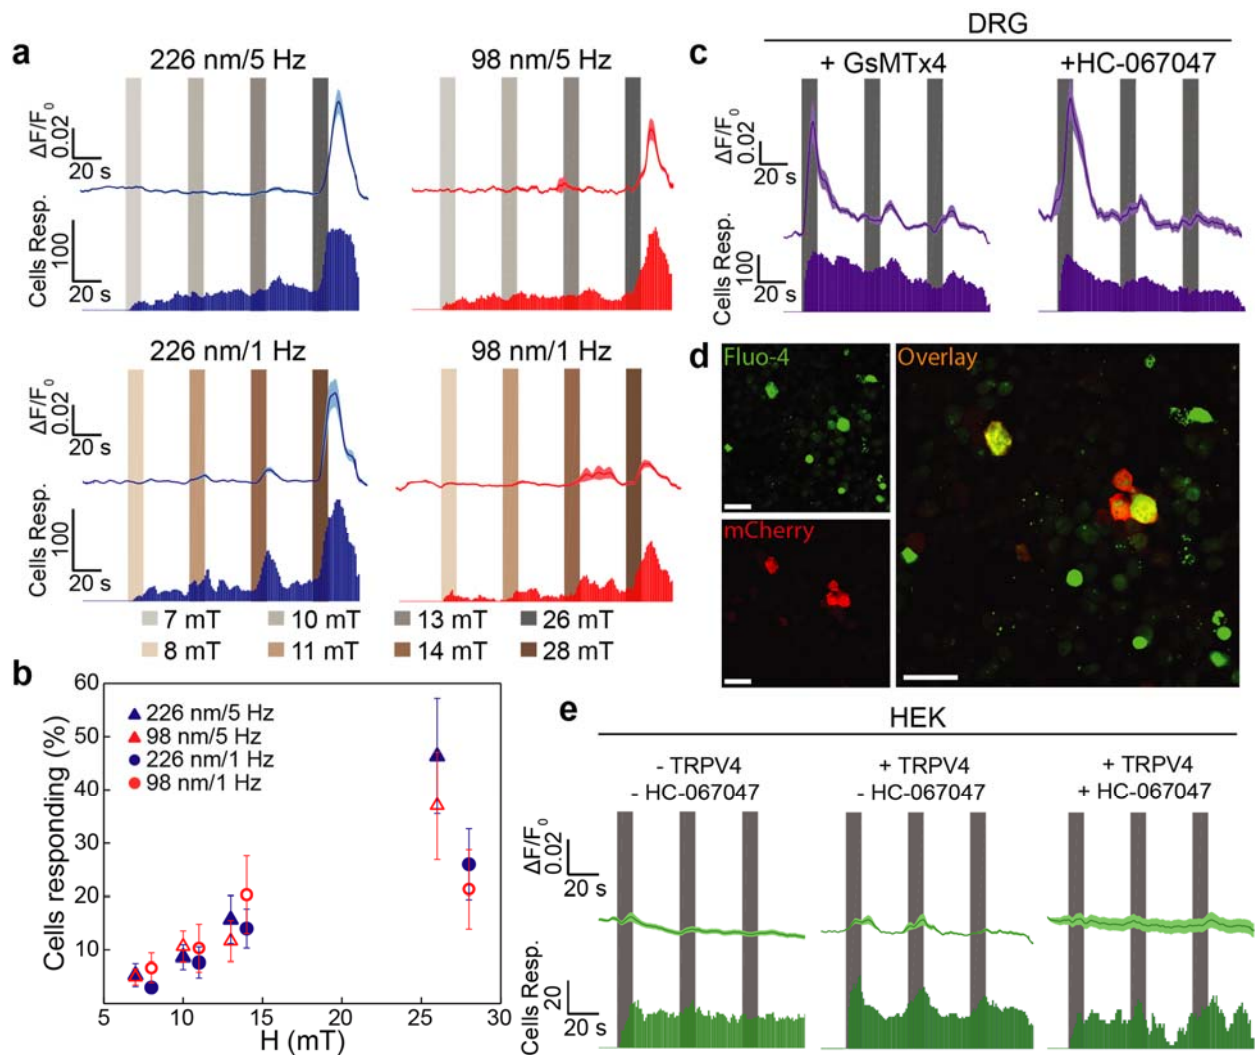 a
226 nm/5 Hz
98 nm/5 Hz
ΔF/F₀
0.02
20 s
Cells Resp.
100
20 s
226 nm/1 Hz
98 nm/1 Hz
ΔF/F₀
0.02
20 s
Cells Resp.
100
20 s
7 mT 10 mT 13 mT 26 mT
8 mT 11 mT 14 mT 28 mT
b
Cells responding (%)
60
50
40
30
20
10
226 nm/5 Hz
98 nm/5 Hz
226 nm/1 Hz
98 nm/1 Hz
5 10 15 20 25 30
H (mT)
c
DRG
+ GsMTx4
+HC-067047
ΔF/F₀
0.02
20 s
Cells Resp.
100
20 s
d
Fluo-4
mCherry
Overlay
e
HEK
- TRPV4
- HC-067047
+ TRPV4
- HC-067047
+ TRPV4
+ HC-067047
ΔF/F₀
0.02
20 s
Cells Resp.
20
20 s